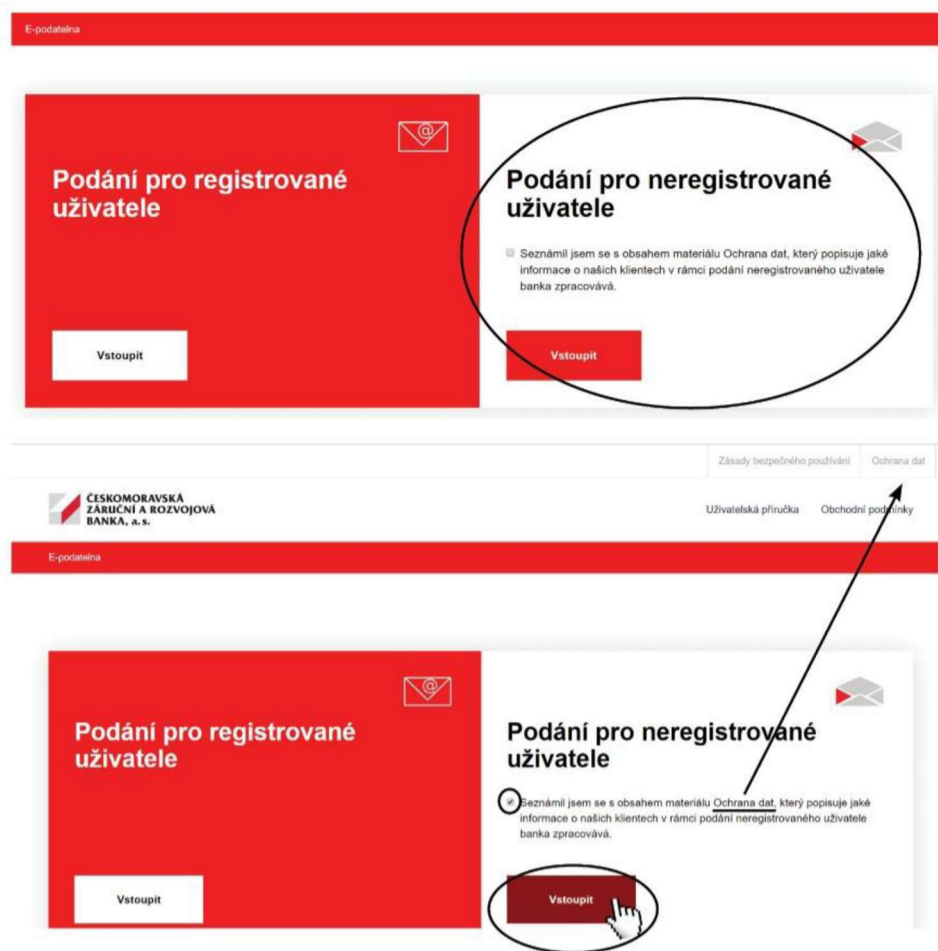 E-podatelna
Podání pro registrované
uživatele
Vstoupit
Podání pro neregistrované
uživatele
Seznámil jsem se s obsahem materiálu Ochrana dat, který popisuje jaké
informace o našich klientech v rámci podání neregistrovaného uživatele
banka zpracovává.
Vstoupit
Zásady bezpečného používání
Ochrana dat
ČESKOMORAVSKÁ
ZÁRUČNÍ A ROZVOJOVÁ
BANKA, a. s.
Uživatelská příručka
Obchodní podmínky
E-podatelna
Podání pro registrované
uživatele
Vstoupit
Podání pro neregistrované
uživatele
Seznámil jsem se s obsahem materiálu Ochrana dat, který popisuje jaké
informace o našich klientech v rámci podání neregistrovaného uživatele
banka zpracovává.
Vstoupit